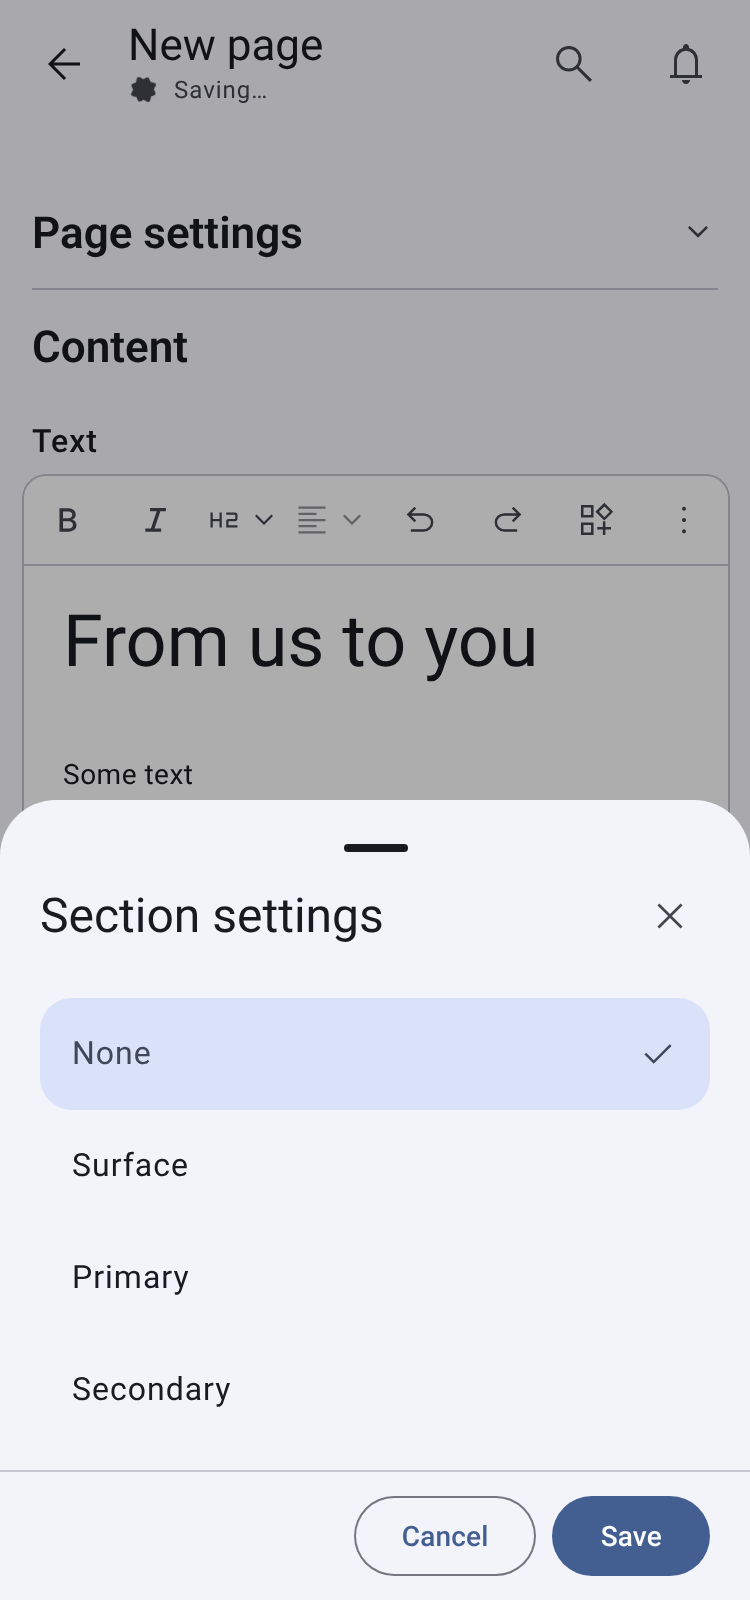 New page
Saving…
Page settings
Content
Text
B I H2
From us to you
Some text
Section settings
None
Surface
Primary
Secondary
Cancel Save